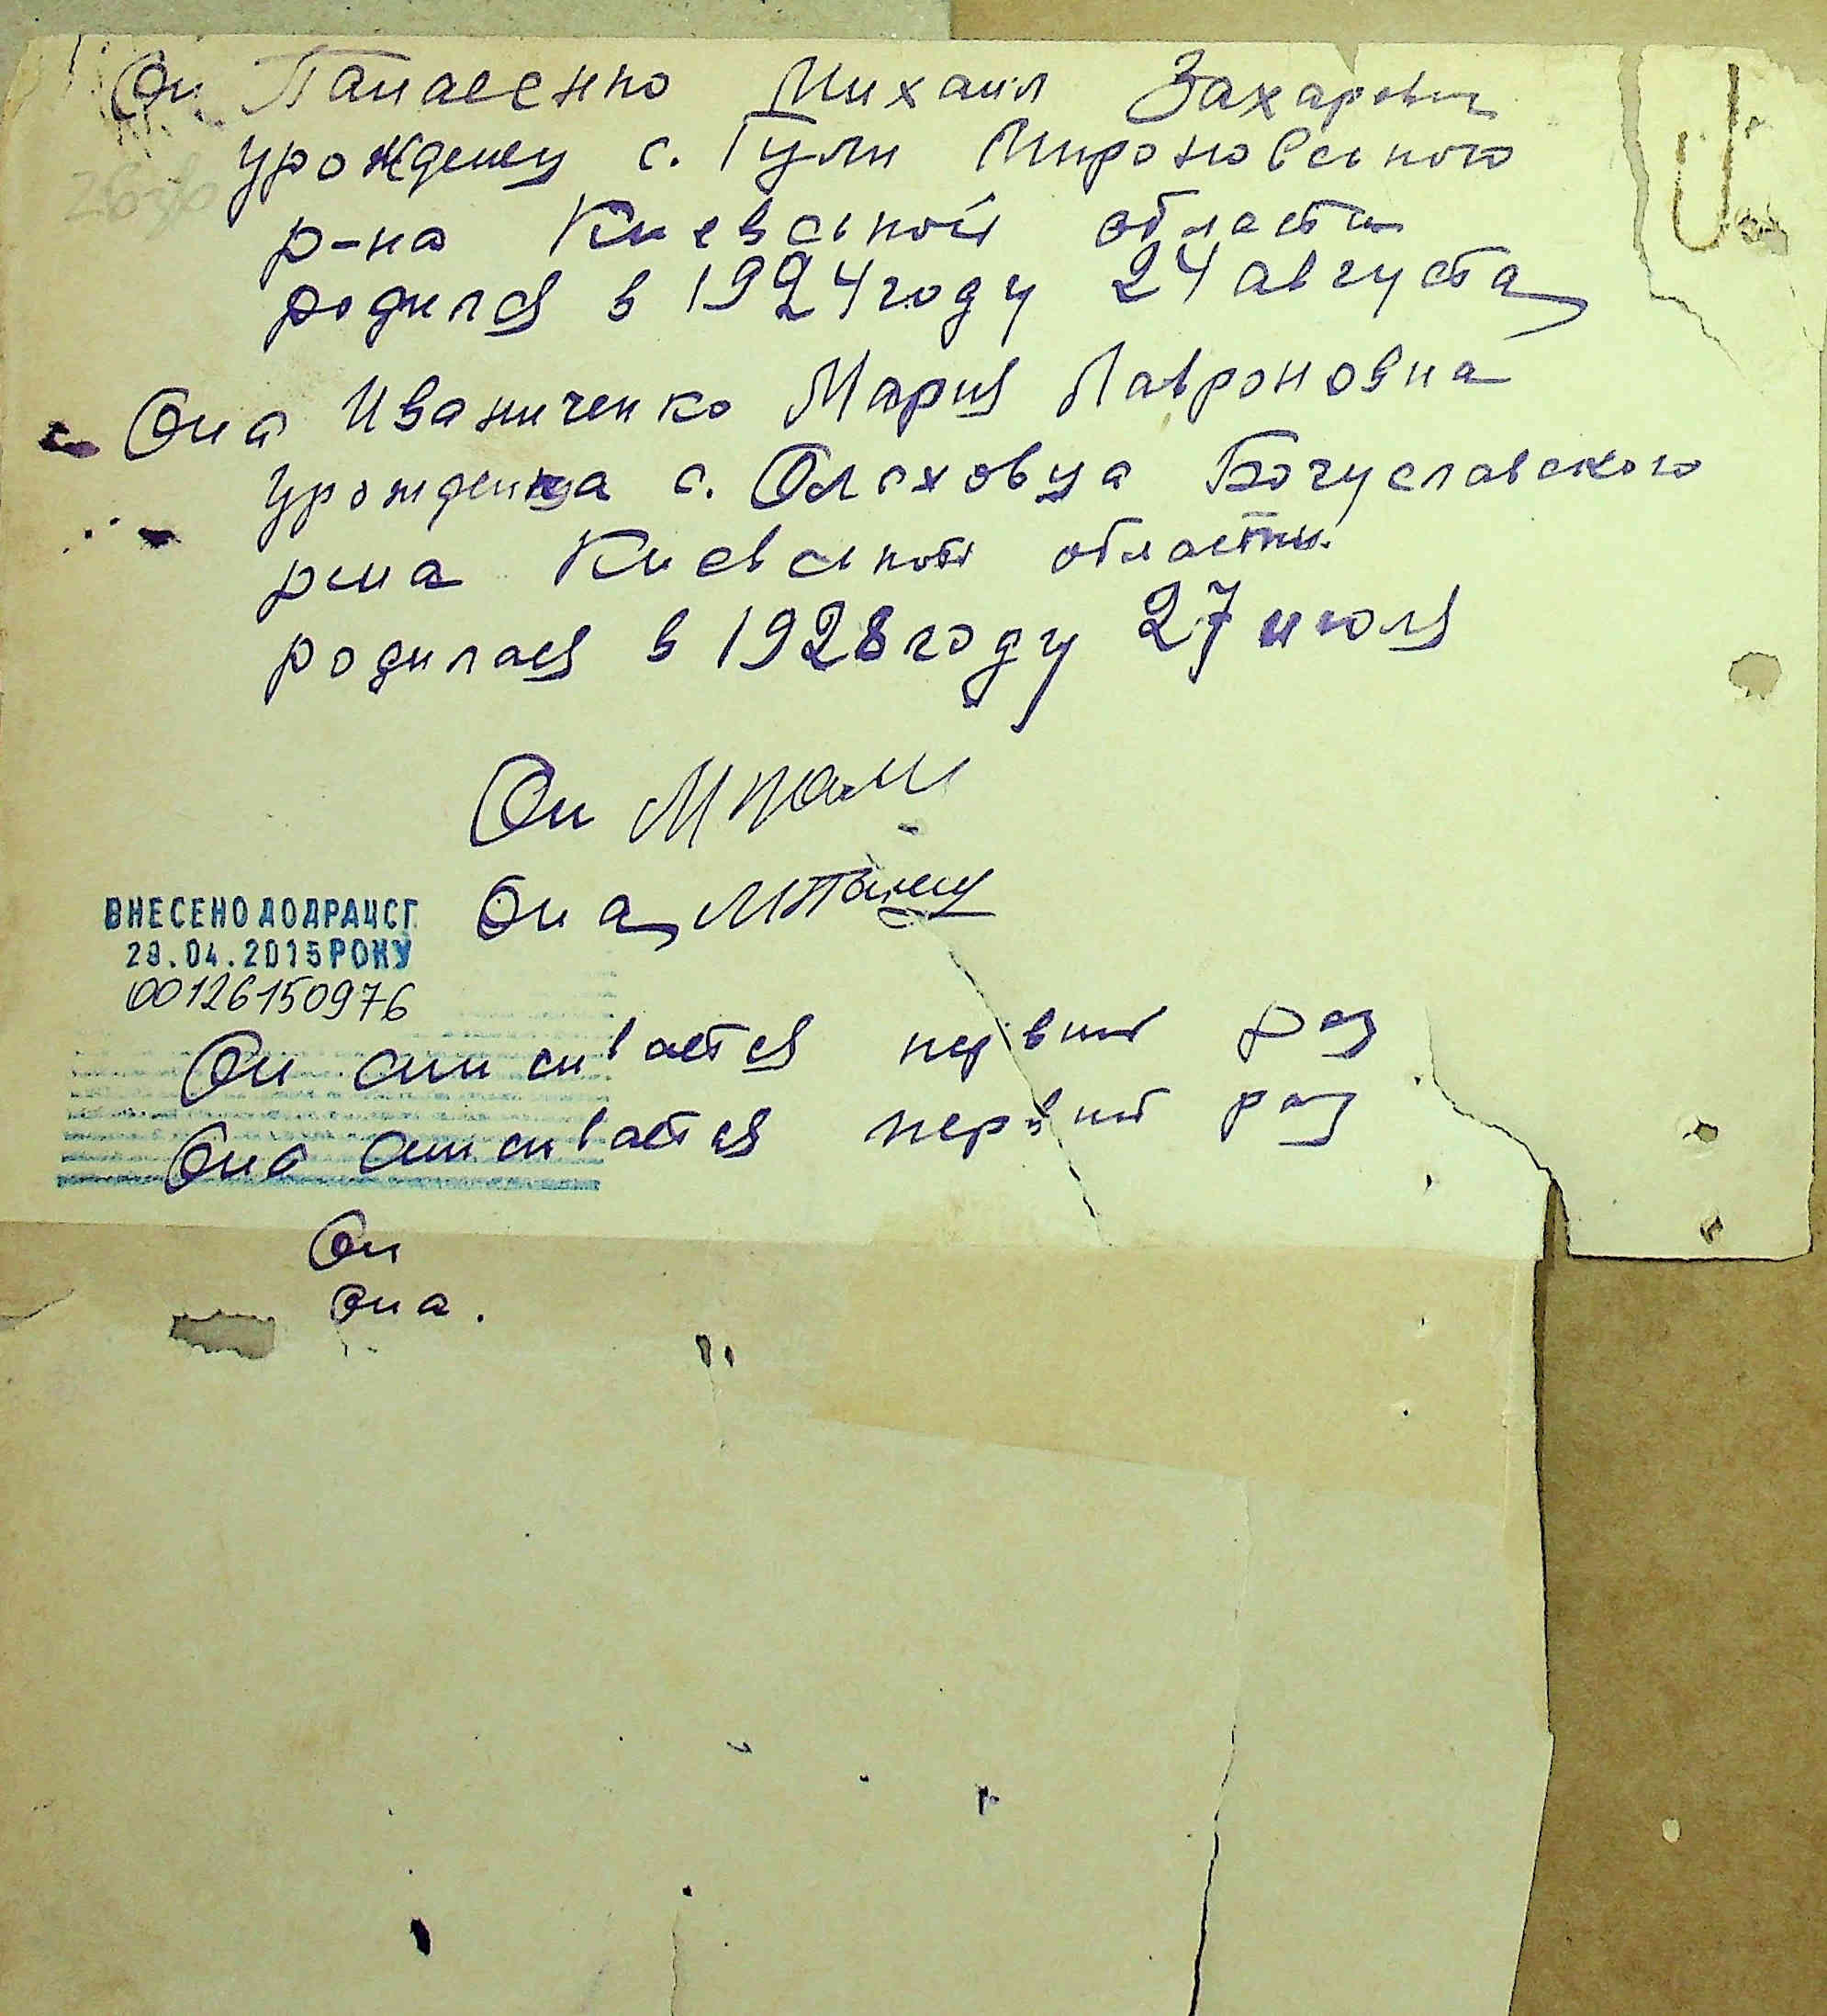 Он Панасенко Михаил Захарович
урожденец с. Гули Мироновского
р-на Киевской области
родился в 1924 году 24 августа
Она Иваниченко Мария Лавроновна
урожденка с. Ольховца Богуславского
р-на Киевской области.
родилась в 1928 году 27 июля
Он
Она
ВНЕСЕНО ДО ДРАЦСГ
28.04.2015 РОКУ
00126150976
Он списывается первый раз
Она списывается первый раз
Он
Она.